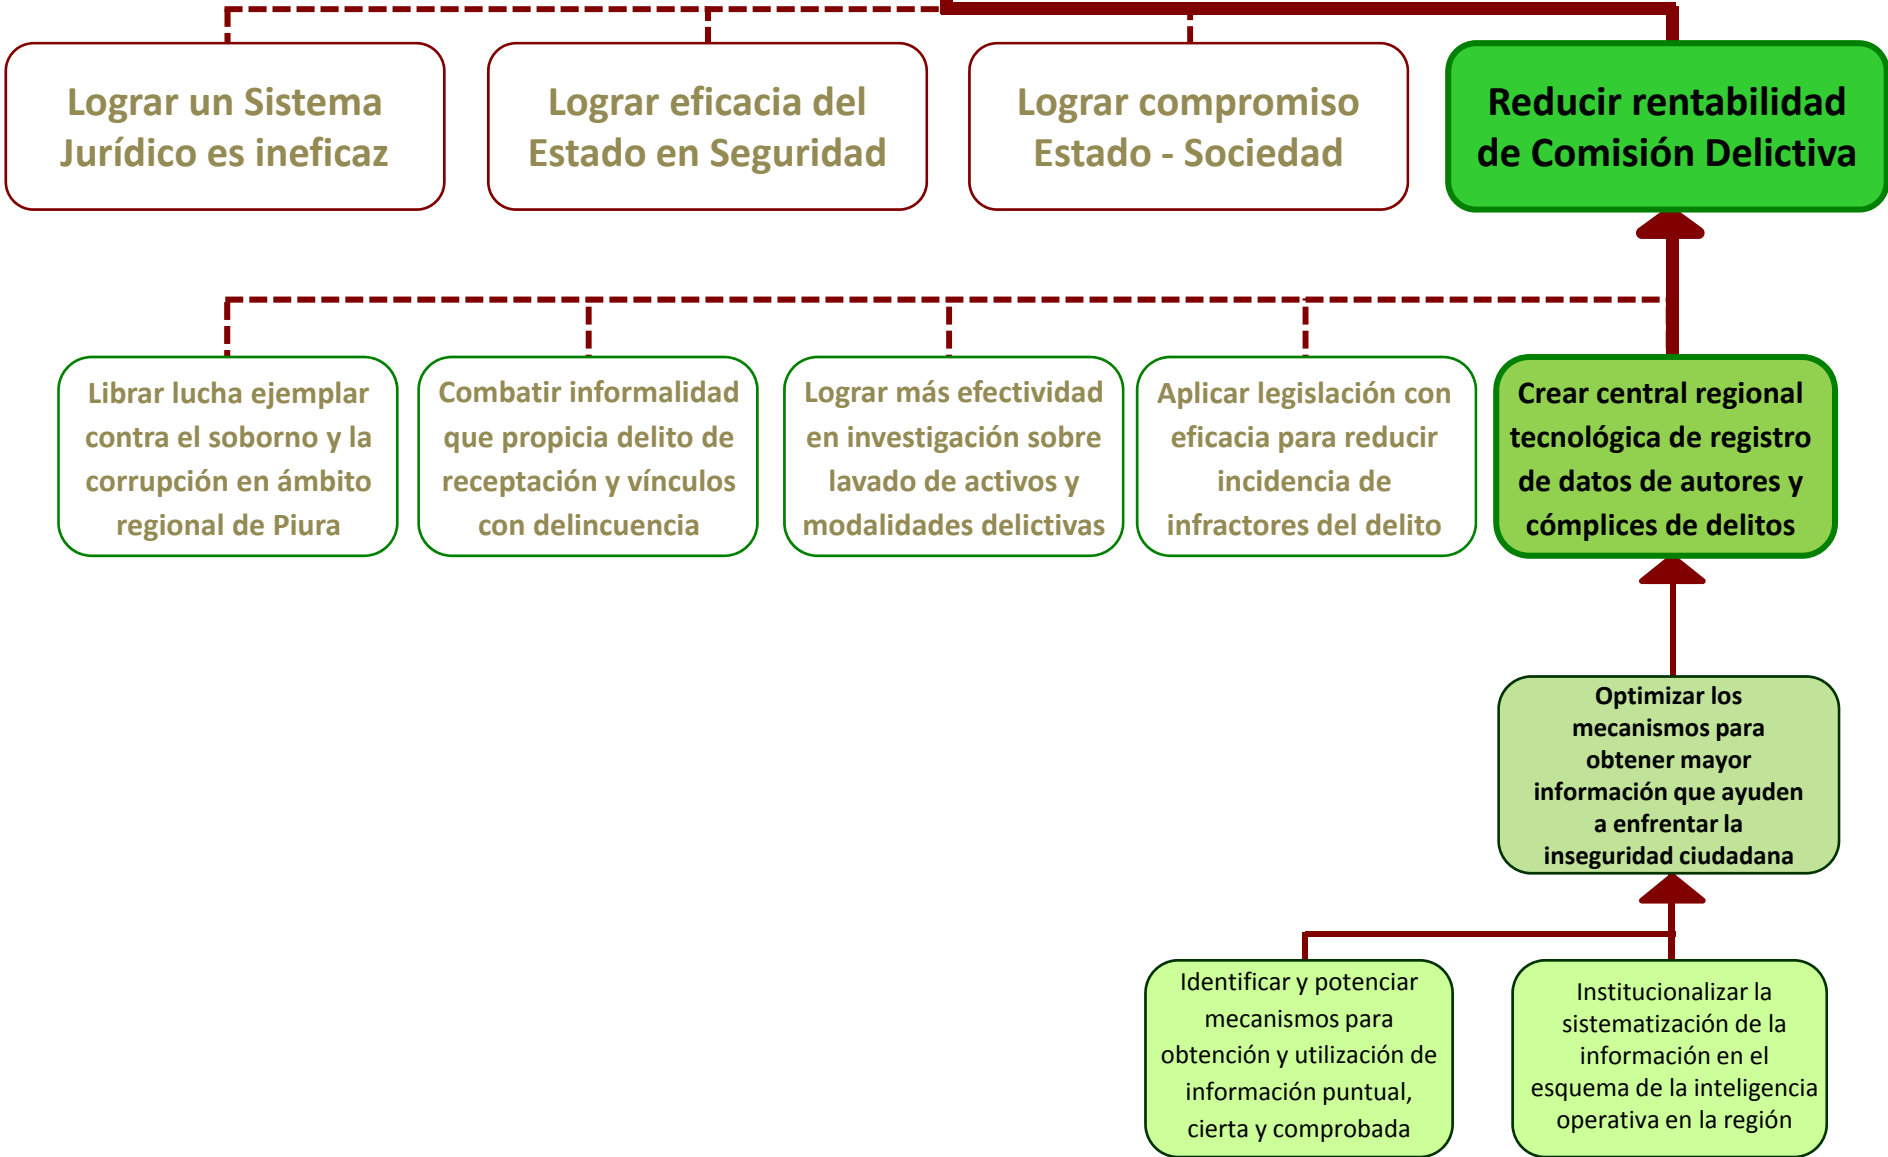 Lograr un Sistema
Jurídico es ineficaz
Lograr eficacia del
Estado en Seguridad
Lograr compromiso
Estado - Sociedad
Reducir rentabilidad
de Comisión Delictiva
Librar lucha ejemplar
contra el soborno y la
corrupción en ámbito
regional de Piura
Combatir informalidad
que propicia delito de
receptación y vínculos
con delincuencia
Lograr más efectividad
en investigación sobre
lavado de activos y
modalidades delictivas
Aplicar legislación con
eficacia para reducir
incidencia de
infractores del delito
Crear central regional
tecnológica de registro
de datos de autores y
cómplices de delitos
Optimizar los
mecanismos para
obtener mayor
información que ayuden
a enfrentar la
inseguridad ciudadana
Identificar y potenciar
mecanismos para
obtención y utilización de
información puntual,
cierta y comprobada
Institucionalizar la
sistematización de la
información en el
esquema de la inteligencia
operativa en la región